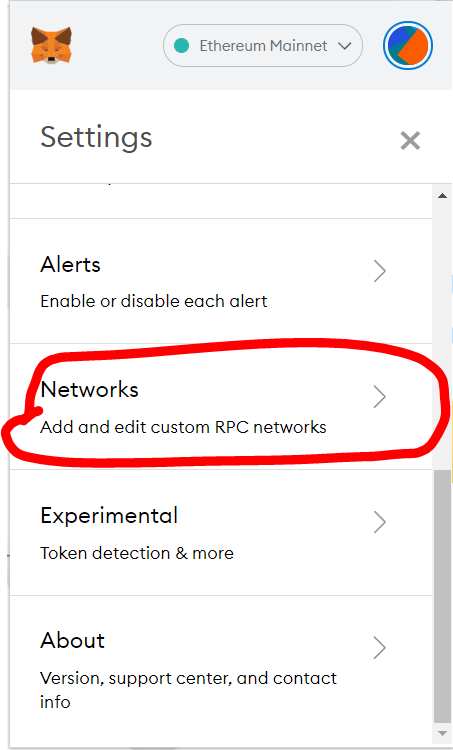 Ethereum Mainnet
Settings
Alerts
Enable or disable each alert
Networks
Add and edit custom RPC networks
Experimental
Token detection & more
About
Version, support center, and contact
info